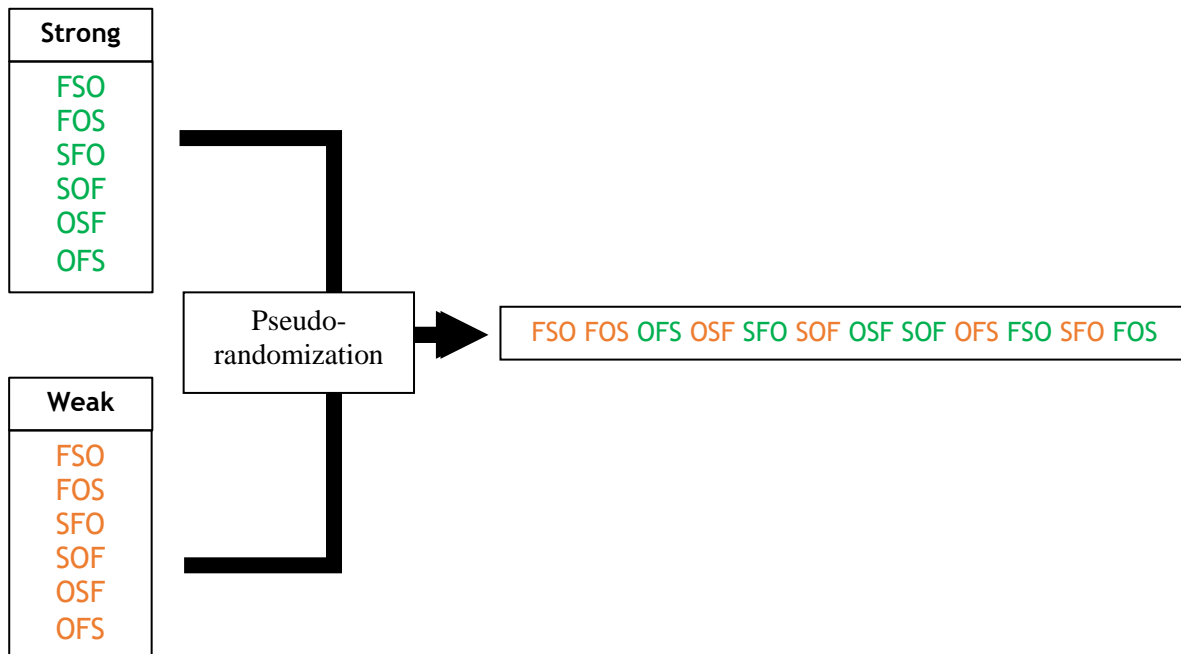 Strong
FSO
FOS
SFO
SOF
OSF
OFS
Pseudo-
randomization
FSO FOS OFS OSF SFO SOF OSF SOF OFS FSO SFO FOS
Weak
FSO
FOS
SFO
SOF
OSF
OFS